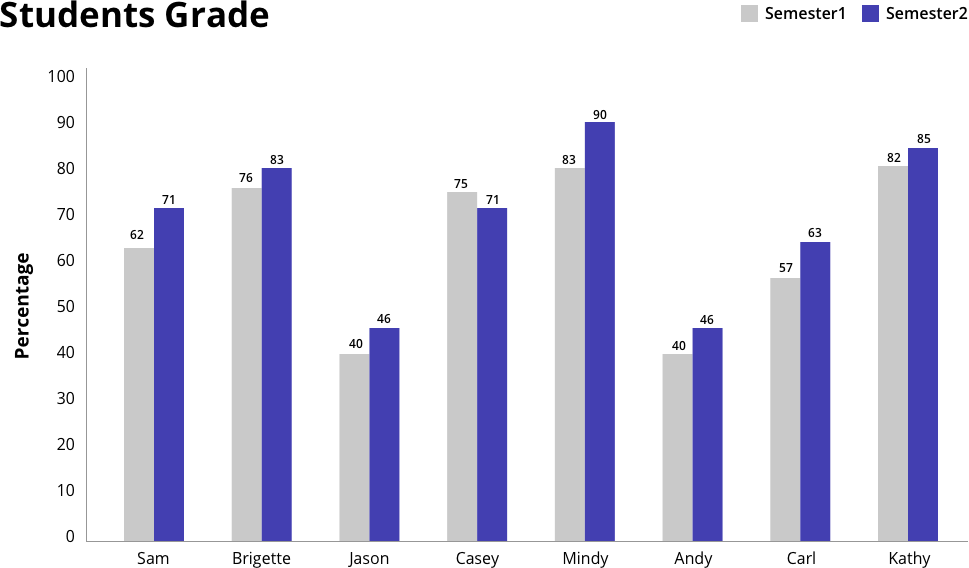 Students Grade
Semester1 Semester2
Percentage
100
90
80
70
60
50
40
30
20
10
0
62 71 76 83 40 46 75 71 83 90 40 46 57 63 82 85
Sam Brigette Jason Casey Mindy Andy Carl Kathy